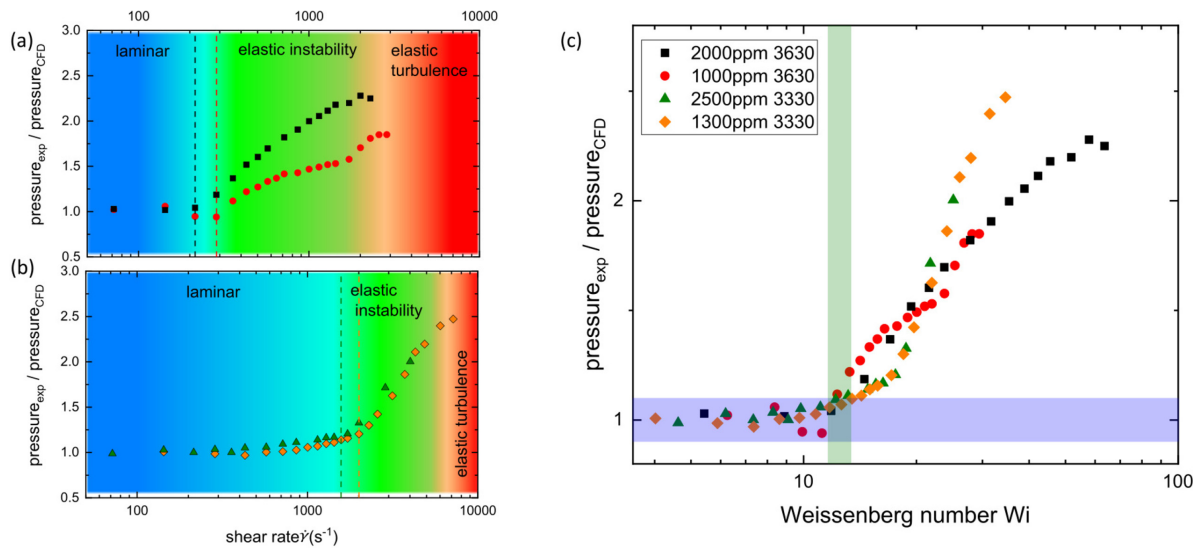 100 1000 10000
(a)
3.0
2.5
2.0
1.5
1.0
0.5
pressure_exp / pressure_CFD
laminar
elastic instability
elastic
turbulence
(b)
3.0
2.5
2.0
1.5
1.0
0.5
pressure_exp / pressure_CFD
laminar
elastic
instability
elastic turbulence
100 1000 10000
shear rateγ̇(s⁻¹)
(c)
2000ppm 3630
1000ppm 3630
2500ppm 3330
1300ppm 3330
pressure_exp / pressure_CFD
2
1
10 100
Weissenberg number Wi